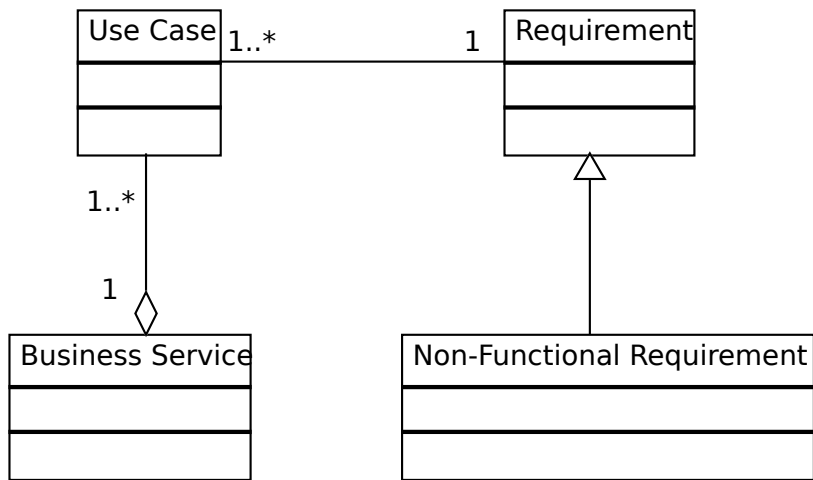 Use Case
1..*
1
Requirement
1..*
1
Business Service
Non-Functional Requirement